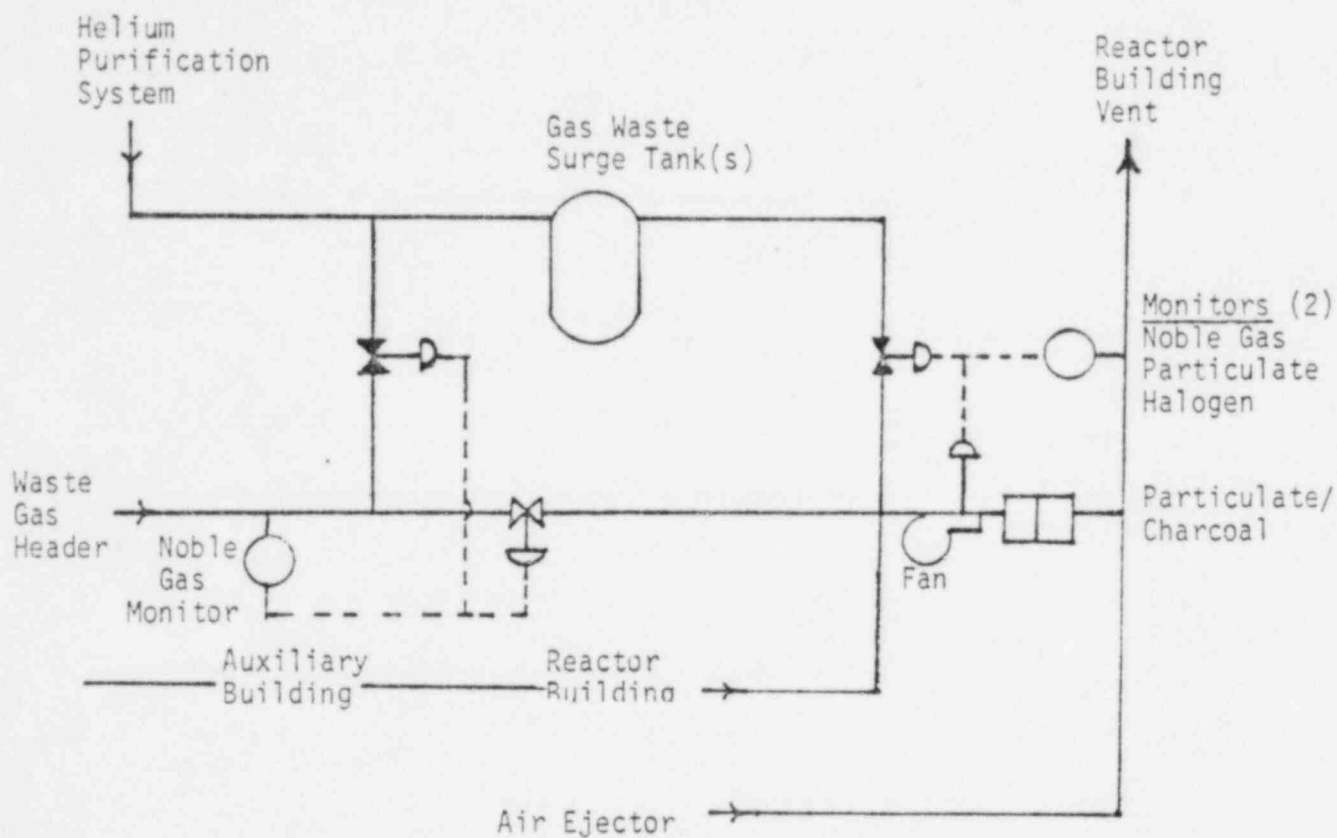 Helium
Purification
System
Gas Waste
Surge Tank(s)
Reactor
Building
Vent
Monitors (2)
Noble Gas
Particulate
Halogen
Waste
Gas
Header
Noble
Gas
Monitor
Fan
Particulate/
Charcoal
Auxiliary
Building
Reactor
Building
Air Ejector